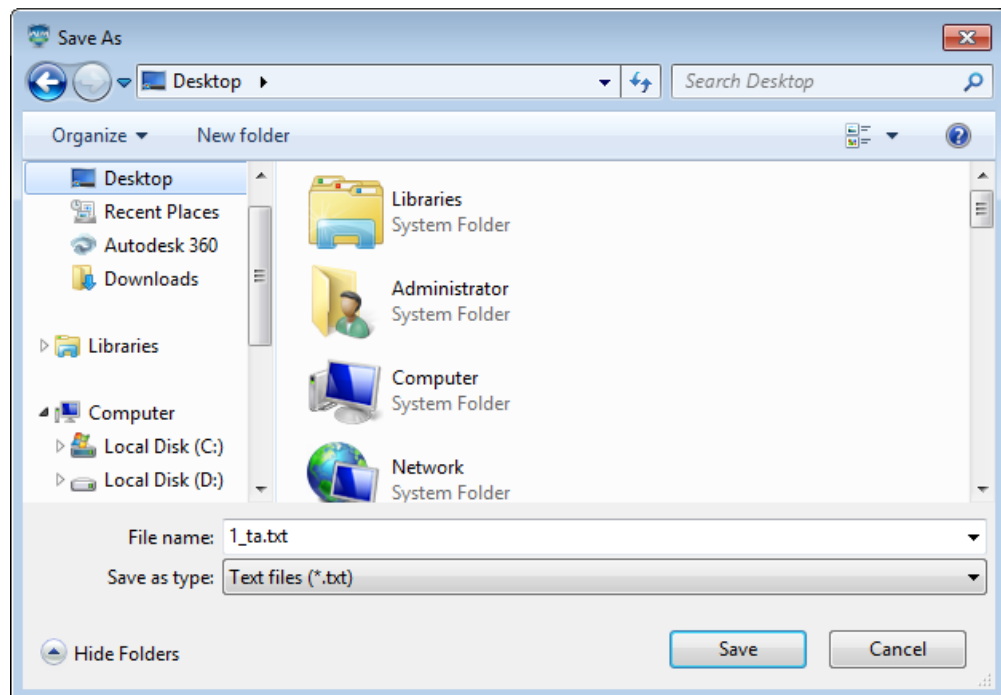 Save As
Desktop
Search Desktop
Organize
New folder
Desktop
Recent Places
Autodesk 360
Downloads
Libraries
Computer
Local Disk (C:)
Local Disk (D:)
Libraries
System Folder
Administrator
System Folder
Computer
System Folder
Network
System Folder
File name: 1_ta.txt
Save as type: Text files (*.txt)
Hide Folders
Save
Cancel